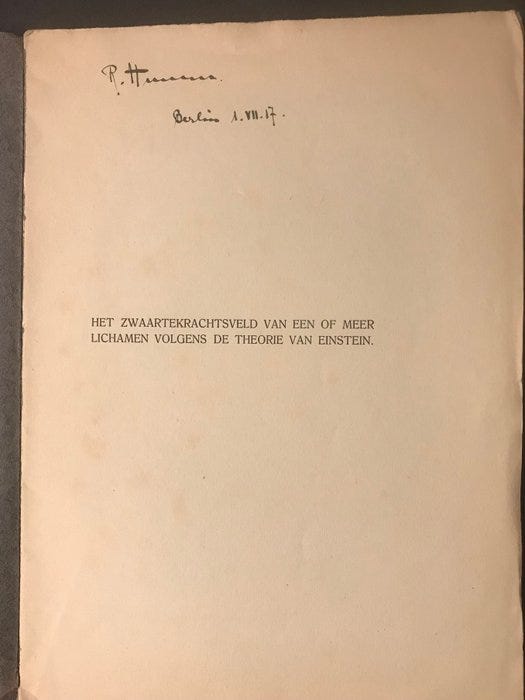 R.
Berlin 1.VII.17.
HET ZWAARTEKRACHTSVELD VAN EEN OF MEER
LICHAMEN VOLGENS DE THEORIE VAN EINSTEIN.